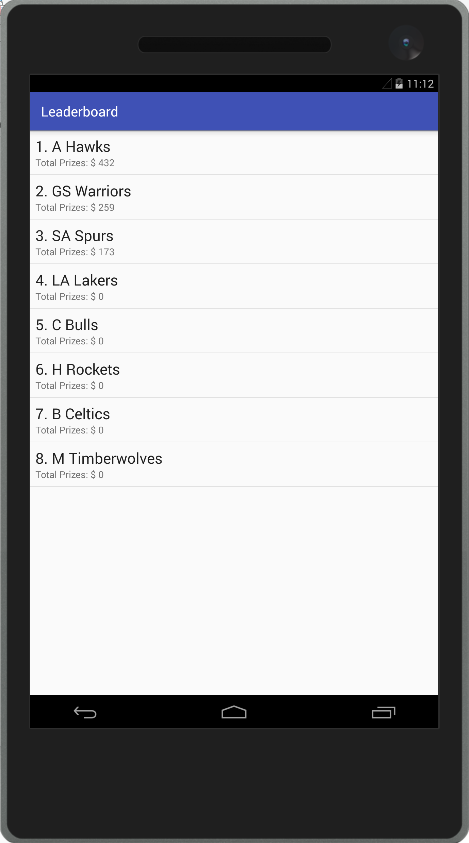 11:12
Leaderboard
1. A Hawks
Total Prizes: $ 432
2. GS Warriors
Total Prizes: $ 259
3. SA Spurs
Total Prizes: $ 173
4. LA Lakers
Total Prizes: $ 0
5. C Bulls
Total Prizes: $ 0
6. H Rockets
Total Prizes: $ 0
7. B Celtics
Total Prizes: $ 0
8. M Timberwolves
Total Prizes: $ 0